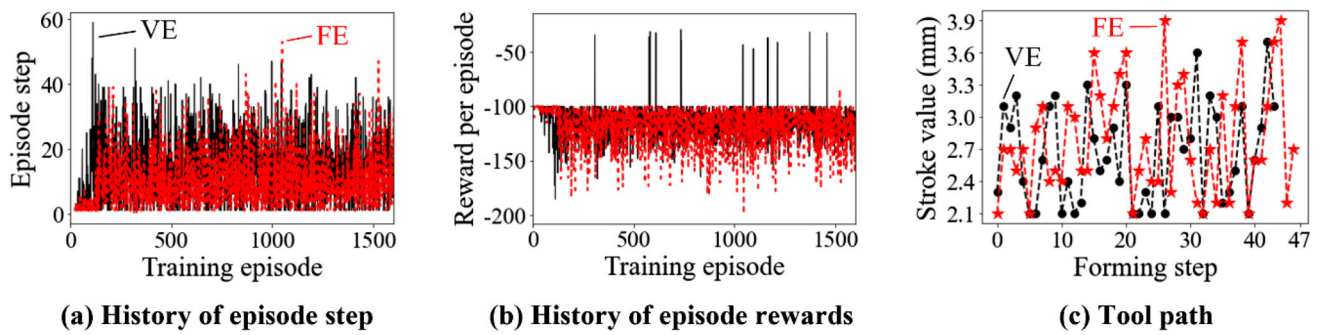 60
40
20
0
Episode step
VE
FE
0
500
1000
1500
Training episode
(a) History of episode step
-50
-100
-150
-200
Reward per episode
0
500
1000
1500
Training episode
(b) History of episode rewards
3.9
3.6
3.3
3.0
2.7
2.4
2.1
Stroke value (mm)
FE
VE
0
10
20
30
40
47
Forming step
(c) Tool path